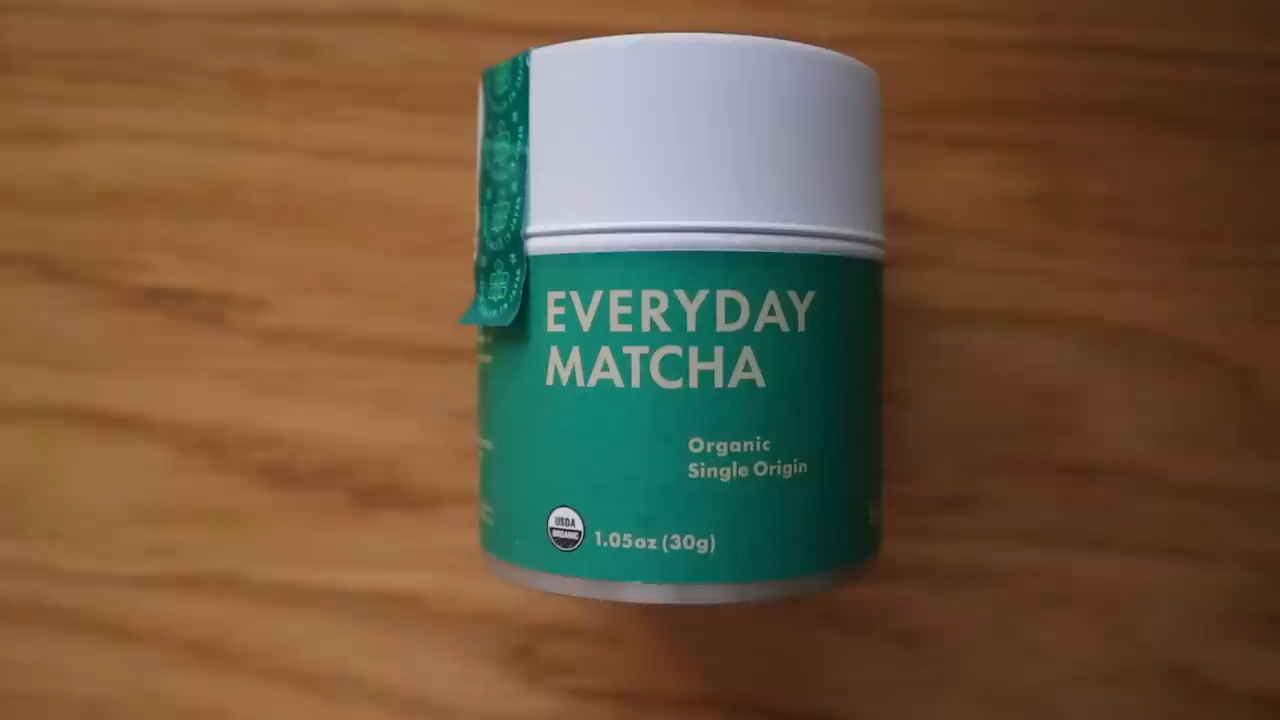 EVERYDAY
MATCHA
Organic
Single Origin
USDA
ORGANIC
1.05oz (30g)